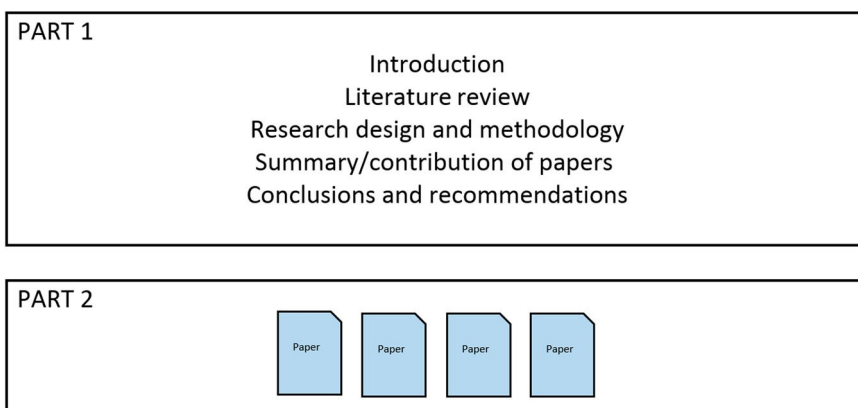 PART 1
Introduction
Literature review
Research design and methodology
Summary/contribution of papers
Conclusions and recommendations
PART 2
Paper
Paper
Paper
Paper